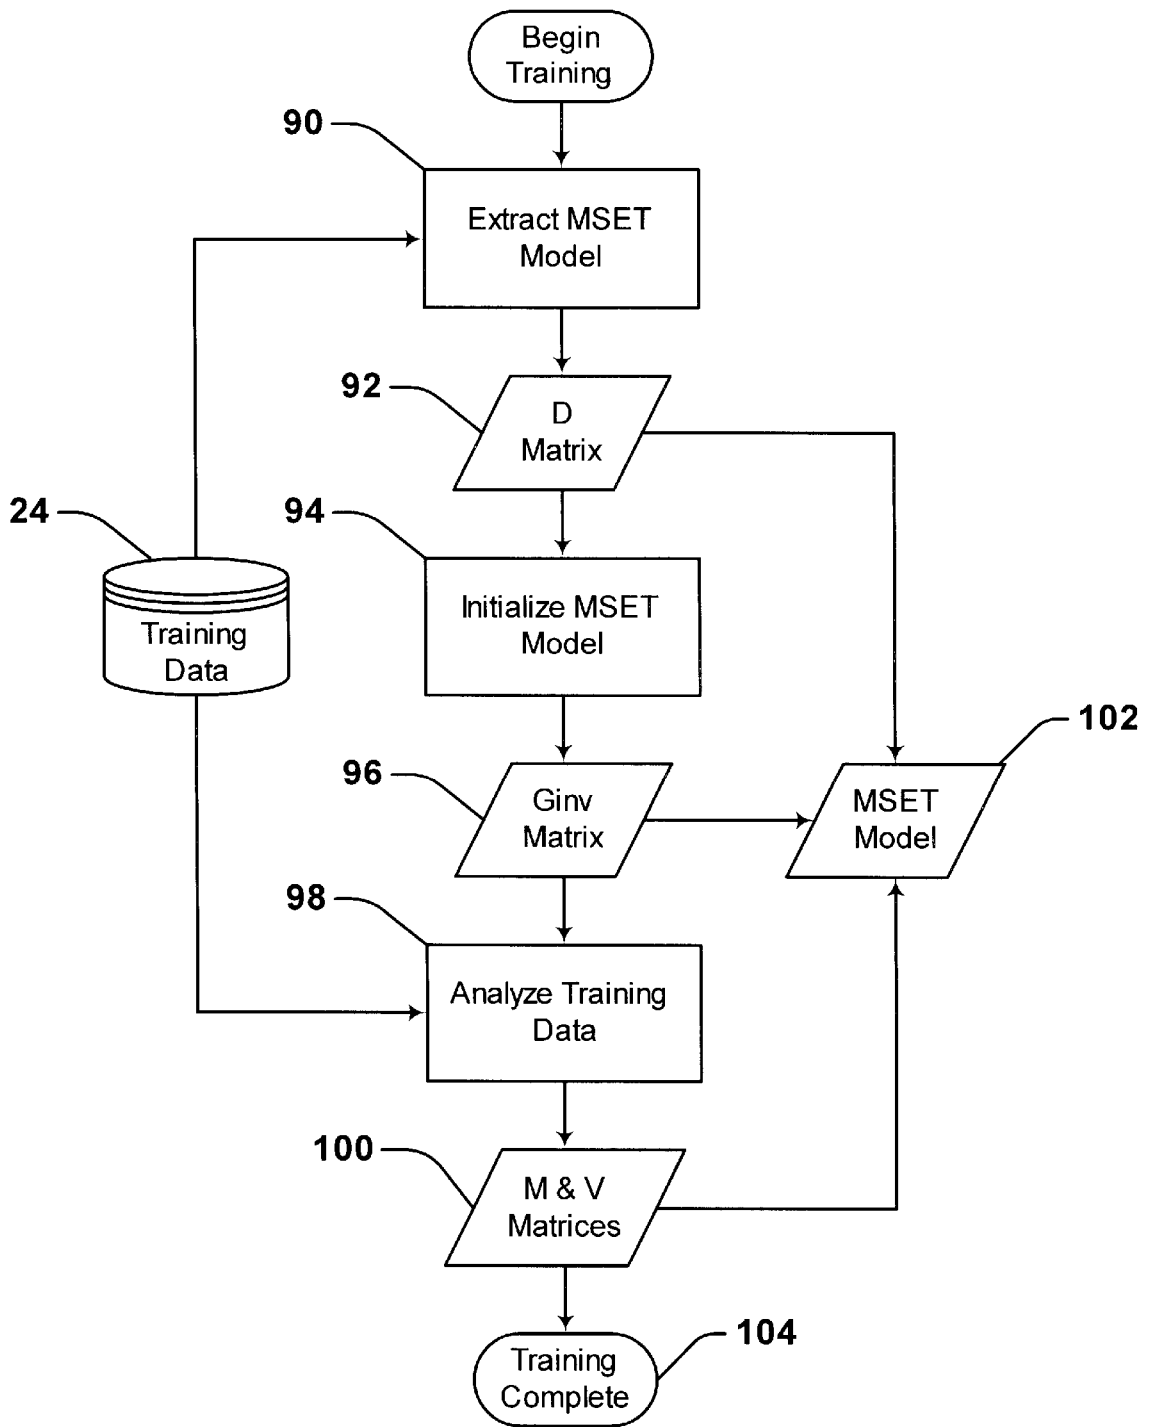 Begin
Training
90
Extract MSET
Model
92
D
Matrix
24
Training
Data
94
Initialize MSET
Model
96
Ginv
Matrix
102
MSET
Model
98
Analyze Training
Data
100
M & V
Matrices
104
Training
Complete